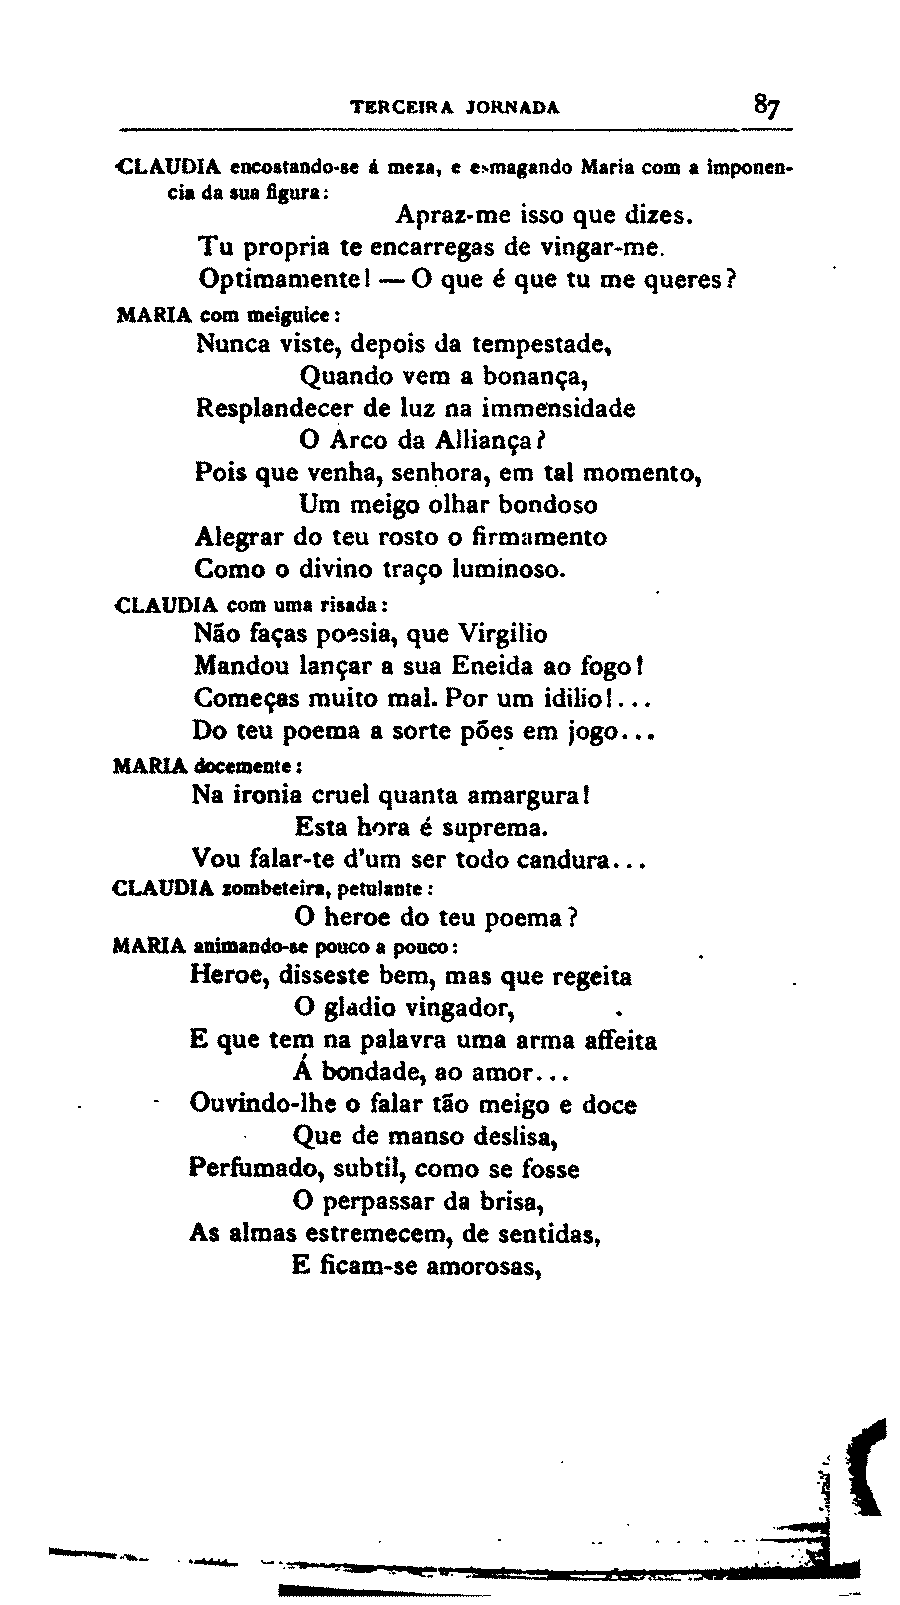 TERCEIRA JORNADA 87
CLAUDIA encostando-se á meza, e esmagando Maria com a imponen-
cia da sua figura:
Apraz-me isso que dizes.
Tu propria te encarregas de vingar-me.
Optimamente! — O que é que tu me queres?
MARIA com meiguice:
Nunca viste, depois da tempestade,
Quando vem a bonança,
Resplandecer de luz na immensidade
O Arco da Alliança?
Pois que venha, senhora, em tal momento,
Um meigo olhar bondoso
Alegrar do teu rosto o firmamento
Como o divino traço luminoso.
CLAUDIA com uma risada:
Não faças poesia, que Virgilio
Mandou lançar a sua Eneida ao fogo!
Começas muito mal. Por um idilio!...
Do teu poema a sorte pões em jogo...
MARIA docemente:
Na ironia cruel quanta amargura!
Esta hora é suprema.
Vou falar-te d'um ser todo candura...
CLAUDIA zombeteira, petulante:
O heroe do teu poema?
MARIA animando-se pouco a pouco:
Heroe, disseste bem, mas que regeita
O gladio vingador,
E que tem na palavra uma arma affeita
Á bondade, ao amor...
Ouvindo-lhe o falar tão meigo e doce
Que de manso deslisa,
Perfumado, subtil, como se fosse
O perpassar da brisa,
As almas estremecem, de sentidas,
E ficam-se amorosas,